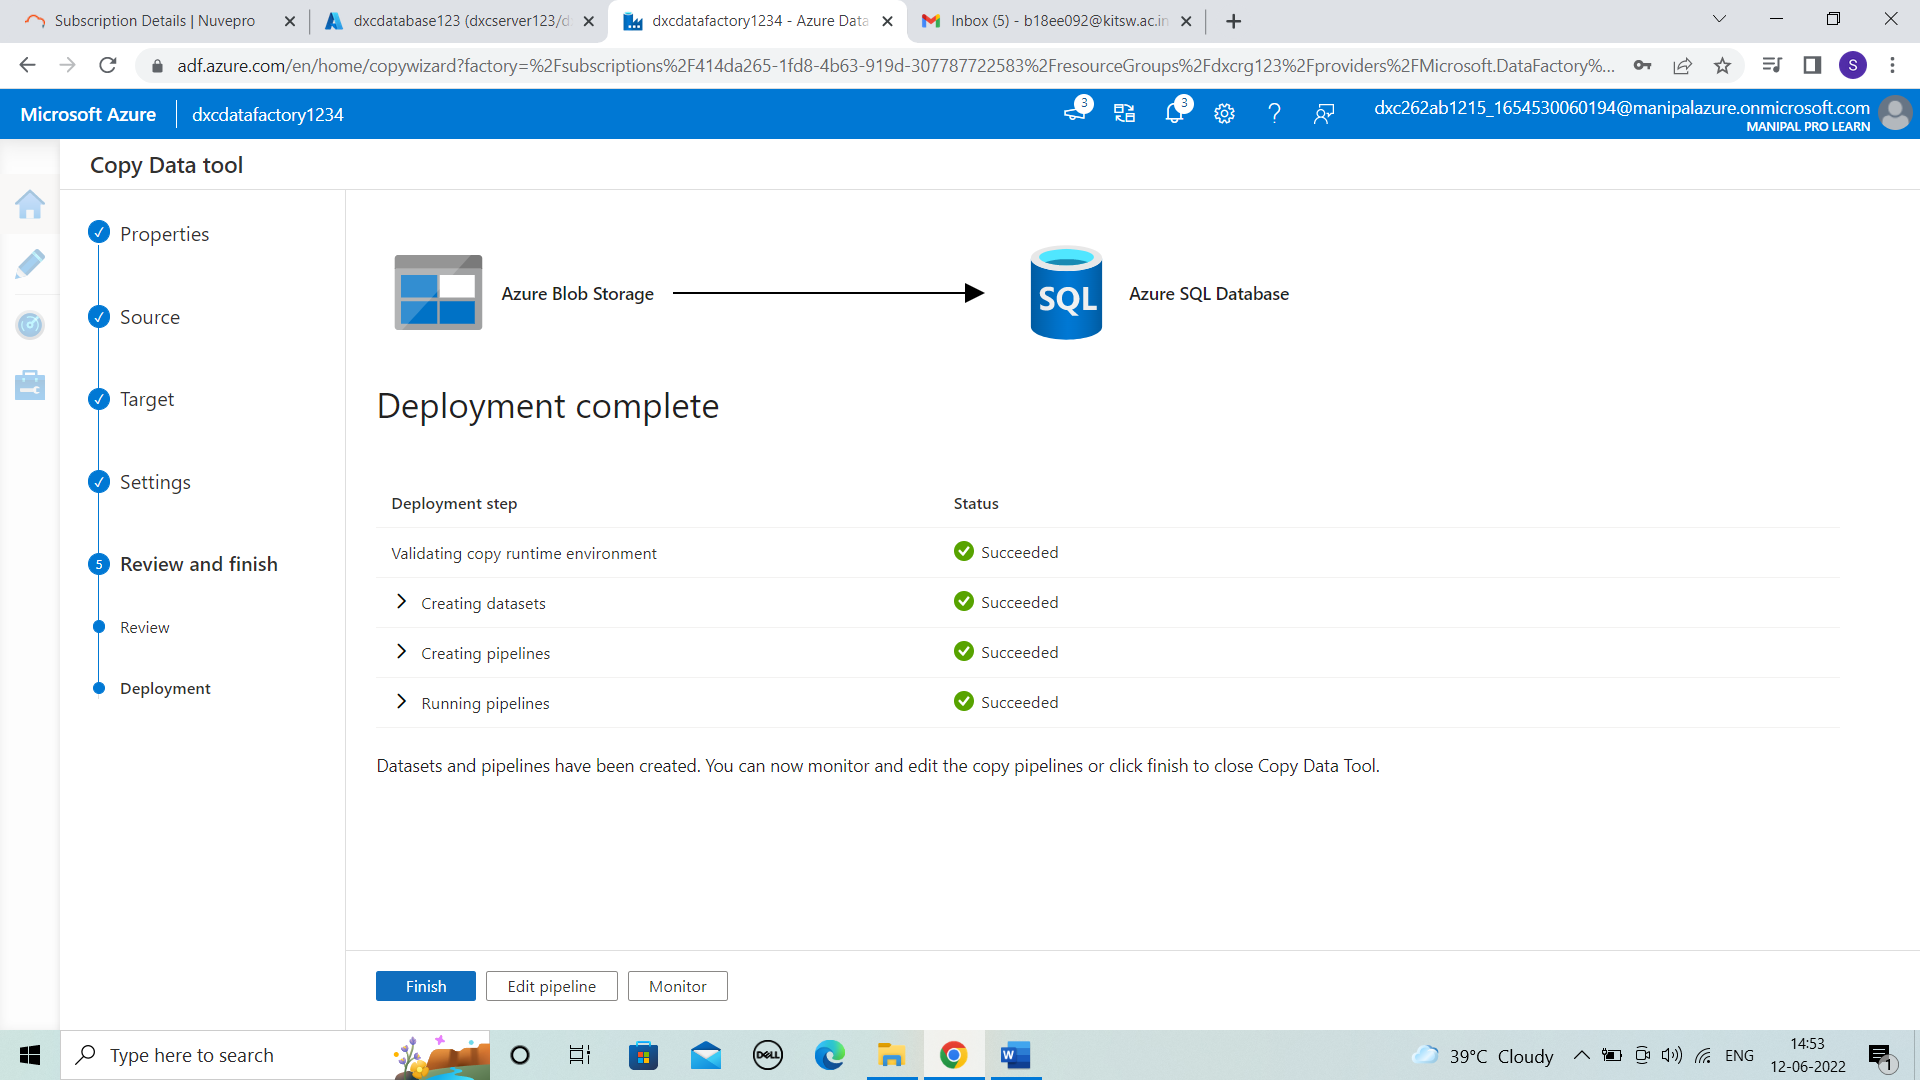 Subscription Details | Nuvepro
dxcdatabase123 (dxcserver123/d
dxcdatafactory1234 - Azure Data
Inbox (5) - b18ee092@kitsw.ac.in
adf.azure.com/en/home/copywizard?factory=%2Fsubscriptions%2F414da265-1fd8-4b63-919d-307787722583%2FresourceGroups%2Fdxcrg123%2Fproviders%2FMicrosoft.DataFactory%...
S
Microsoft Azure
dxcdatafactory1234
3
3
dxc262ab1215_1654530060194@manipalazure.onmicrosoft.com
MANIPAL PRO LEARN
Copy Data tool
Properties
Source
Target
Settings
5 Review and finish
Review
Deployment
Azure Blob Storage
SQL
Azure SQL Database
Deployment complete
Deployment step Status
Validating copy runtime environment Succeeded
Creating datasets Succeeded
Creating pipelines Succeeded
Running pipelines Succeeded
Datasets and pipelines have been created. You can now monitor and edit the copy pipelines or click finish to close Copy Data Tool.
Finish
Edit pipeline
Monitor
Type here to search
DELL
W
39°C Cloudy
ENG
14:53
12-06-2022
1